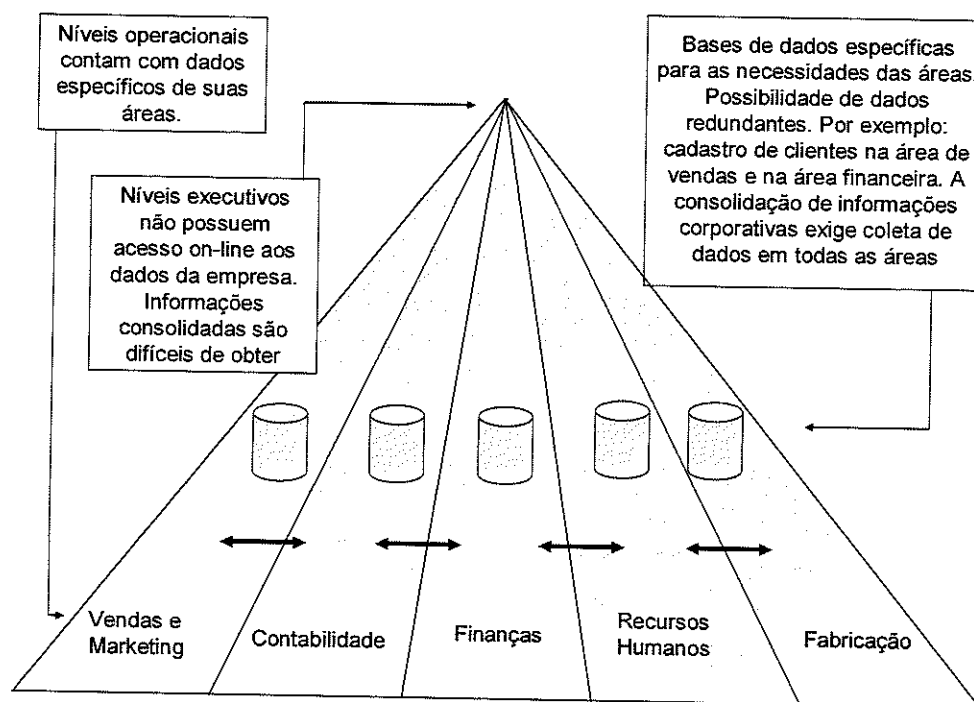 Níveis operacionais
contam com dados
específicos de suas
áreas.
Níveis executivos
não possuem
acesso on-line aos
dados da empresa.
Informações
consolidadas são
difíceis de obter
Bases de dados específicas
para as necessidades das áreas.
Possibilidade de dados
redundantes. Por exemplo:
cadastro de clientes na área de
vendas e na área financeira. A
consolidação de informações
corporativas exige coleta de
dados em todas as áreas
Vendas e
Marketing
Contabilidade
Finanças
Recursos
Humanos
Fabricação